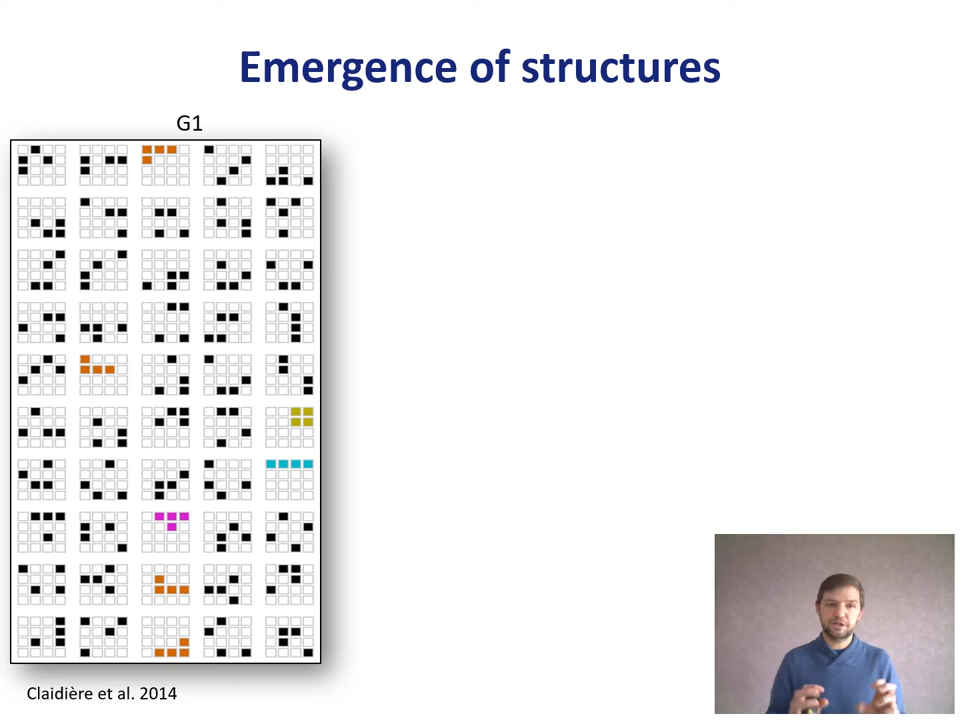 Emergence of structures
G1
Claidière et al. 2014